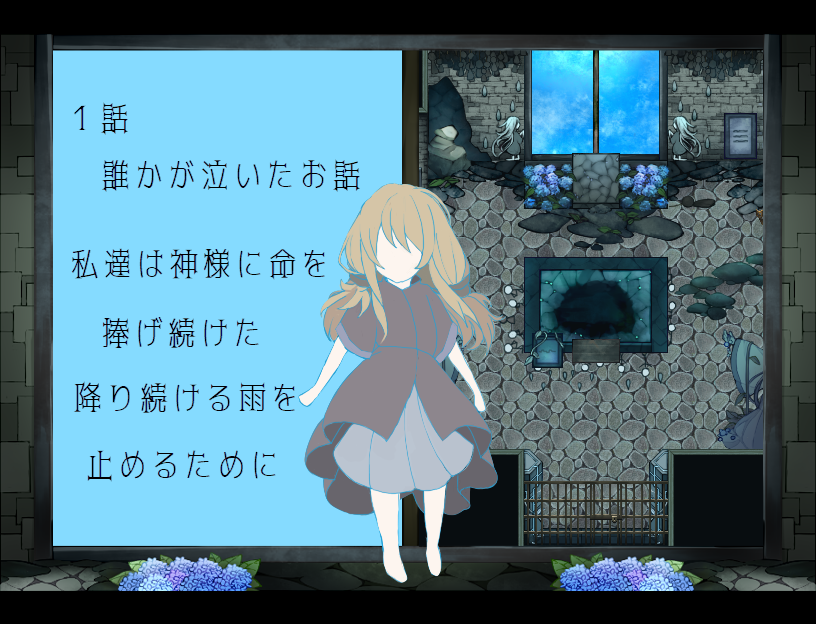 1話
誰かが泣いたお話
私達は神様に命を
捧げ続けた
降り続ける雨を
止めるために